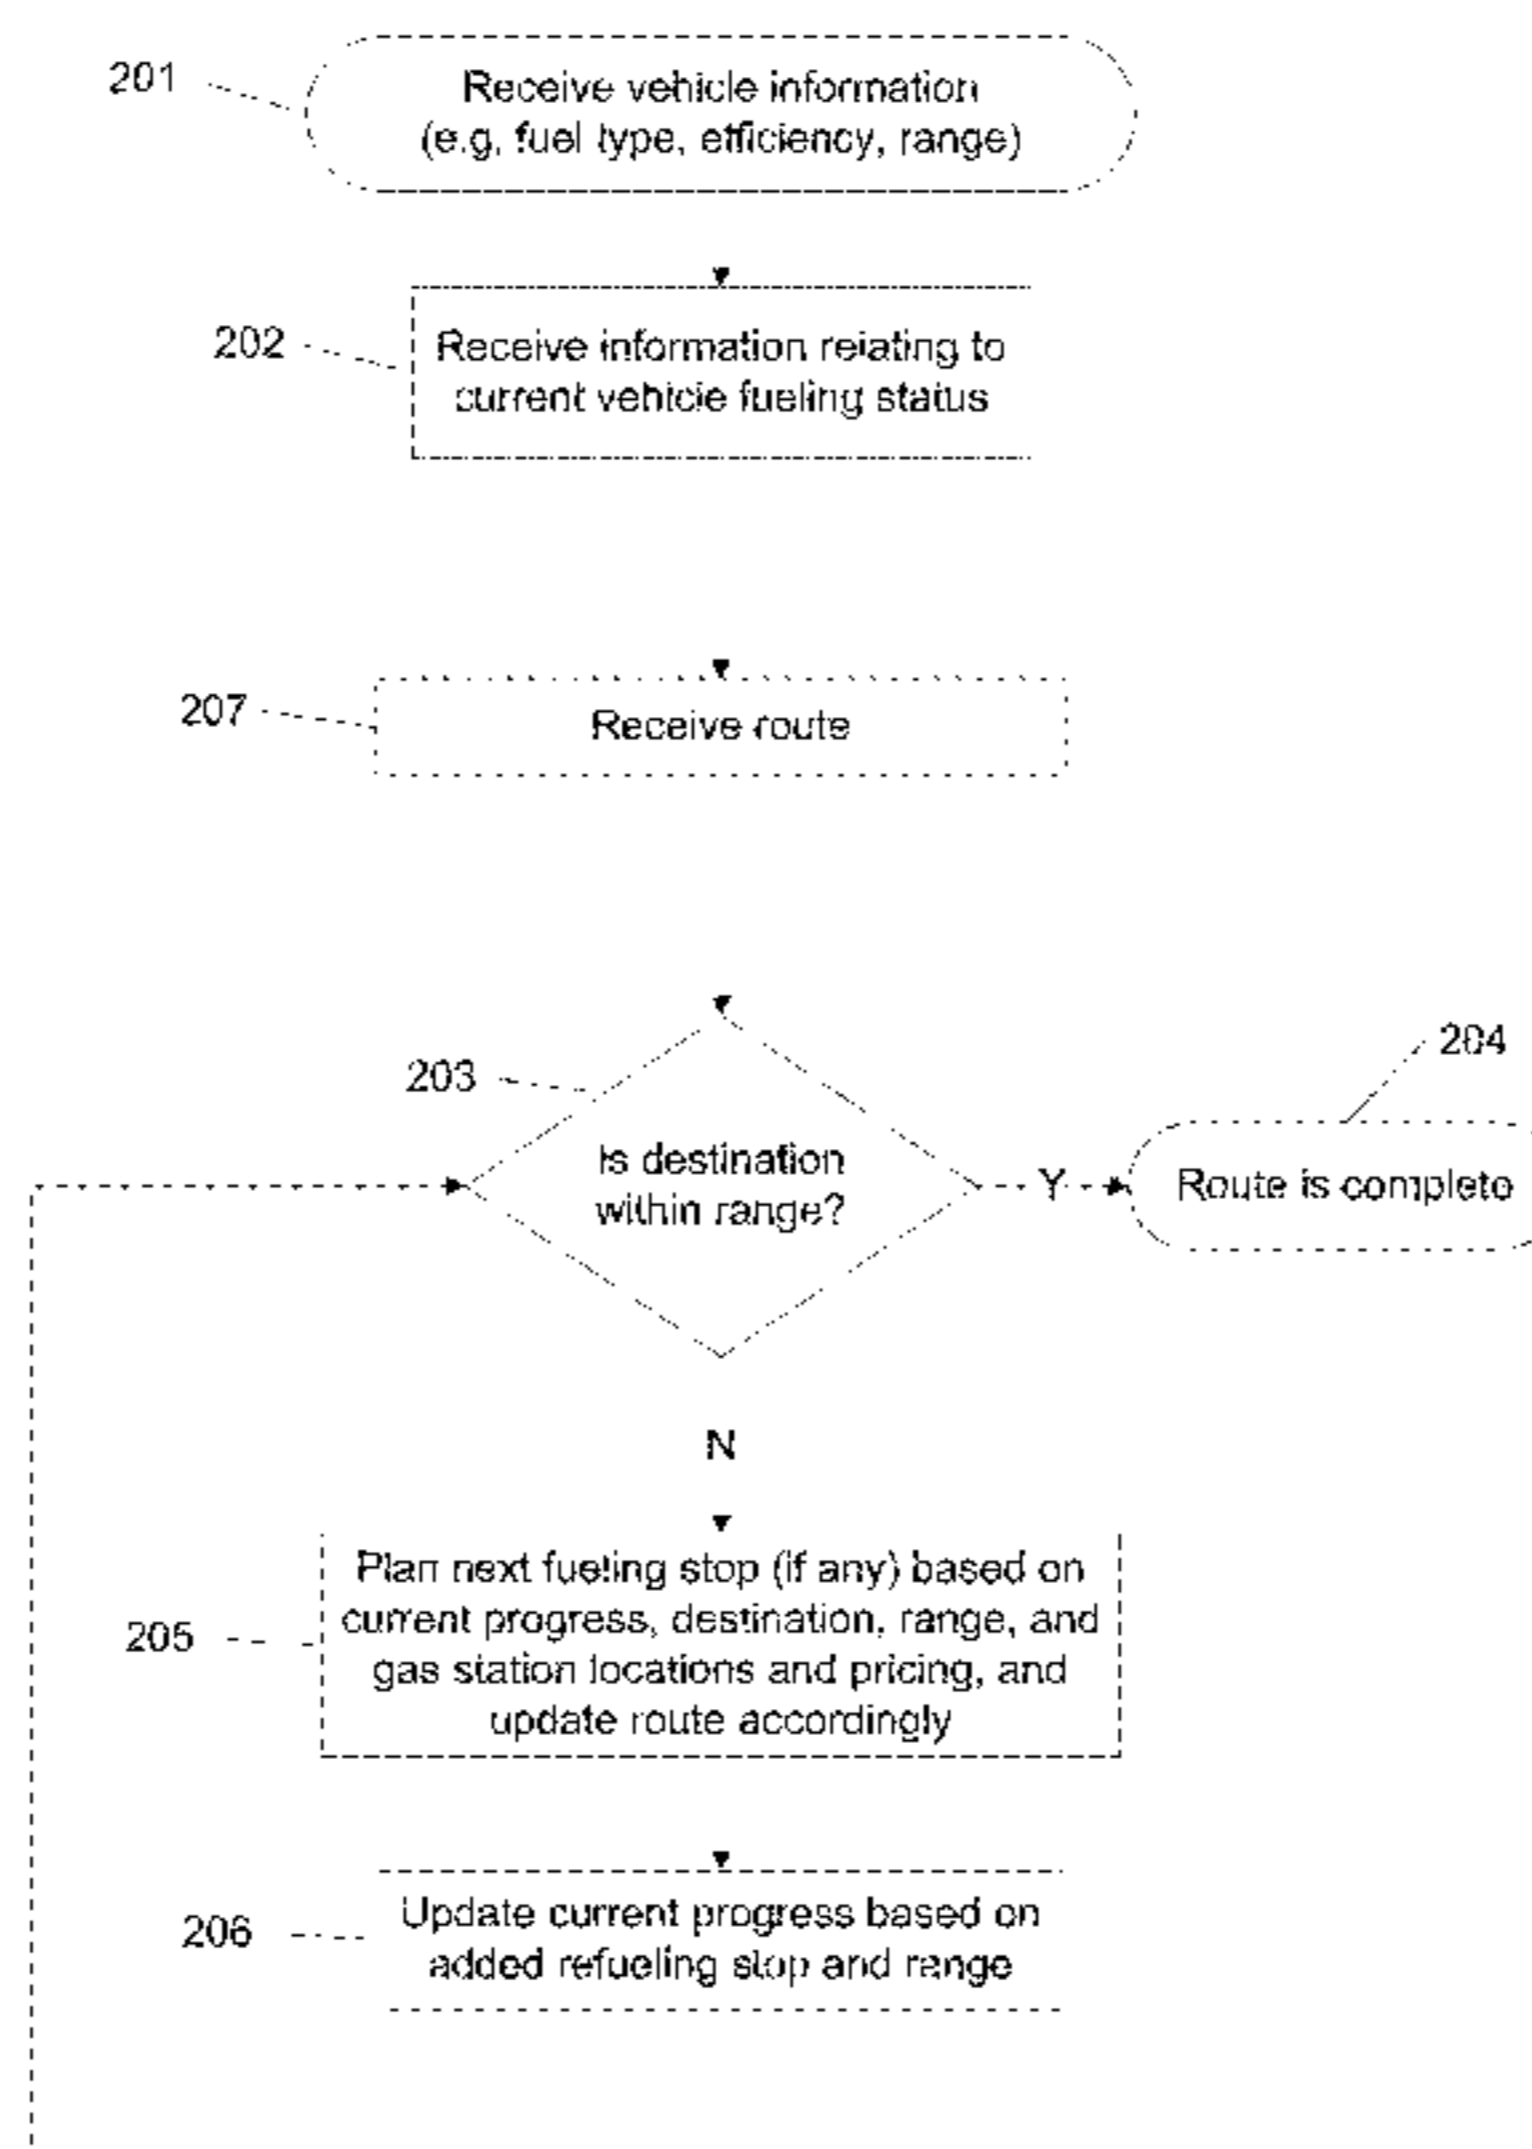 201
Receive vehicle information
(e.g, fuel type, efficiency, range)
202
Receive information relating to
current vehicle fueling status
207
Receive route
203
204
Is destination
within range?
Y
Route is complete
N
205
Plan next fueling stop (if any) based on
current progress, destination, range, and
gas station locations and pricing, and
update route accordingly
206
Update current progress based on
added refueling stop and range